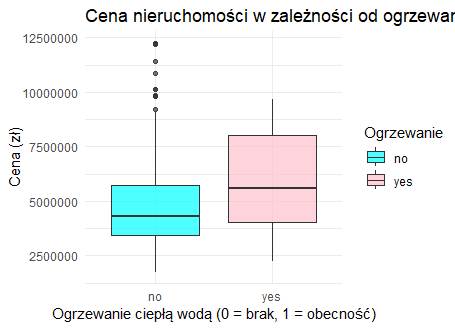 Cena nieruchomości w zależności od ogrzewar
12500000
10000000
7500000
5000000
2500000
Cena (zł)
no
yes
Ogrzewanie ciepłą wodą (0 = brak, 1 = obecność)
Ogrzewanie
no
yes